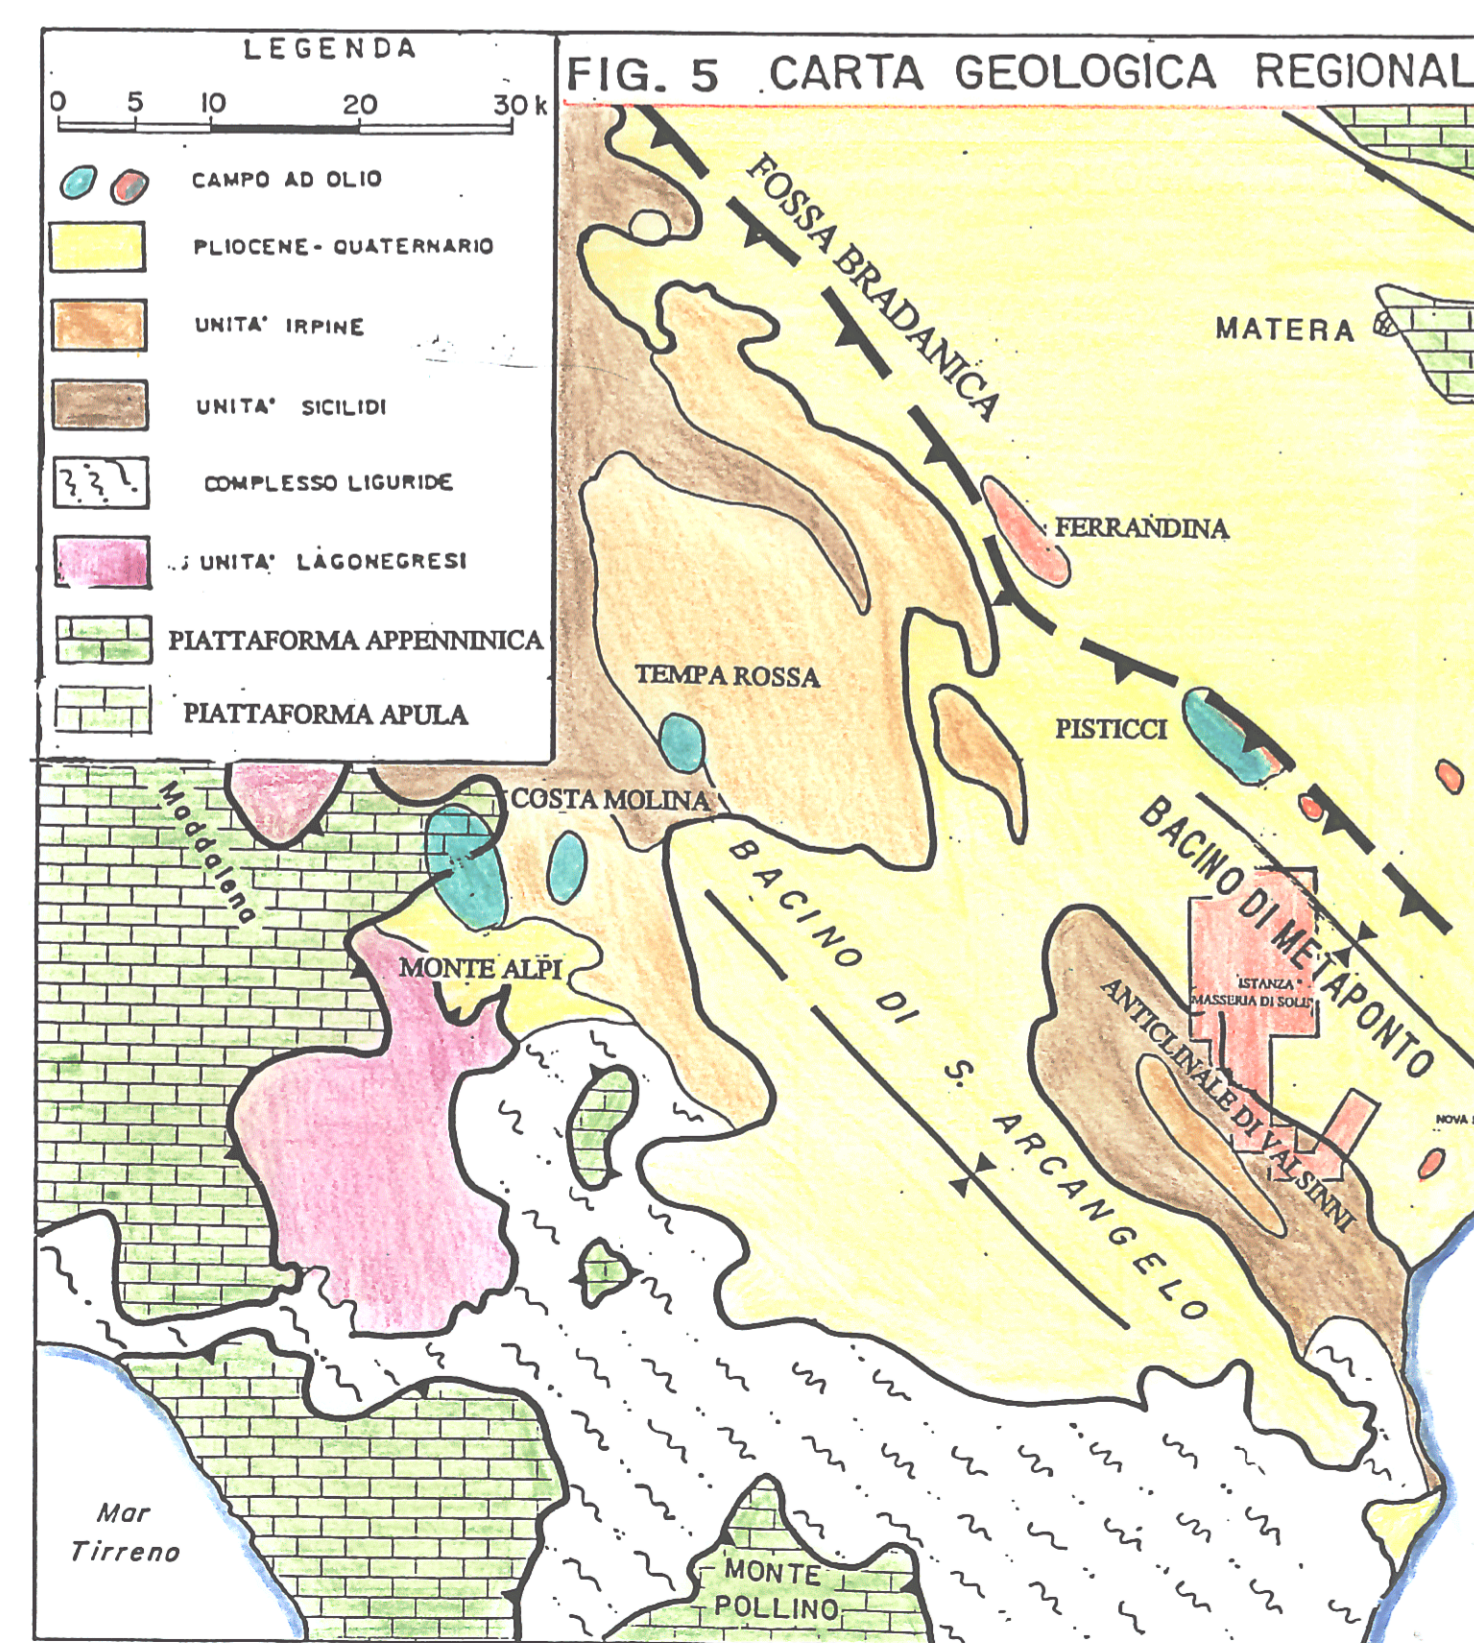 LEGENDA
0 5 10 20 30 k
CAMPO AD OLIO
PLIOCENE - QUATERNARIO
UNITA' IRPINE
UNITA' SICILIDI
COMPLESSO LIGURIDE
UNITA' LAGONEGRESI
PIATTAFORMA APPENNINICA
PIATTAFORMA APULA
FIG. 5 CARTA GEOLOGICA REGIONAL
FOSSA BRADANICA
MATERA
FERRANDINA
TEMPA ROSSA
PISTICCI
Maddalena
COSTA MOLINA
BACINO DI METAPONTO
BACINO DI S. ARCANGELO
MONTE ALPI
ISTANZA
MASSERIA DI SOLE
ANTICLINALE DI VALSINNI
NOVA
Mar
Tirreno
MONTE
POLLINO